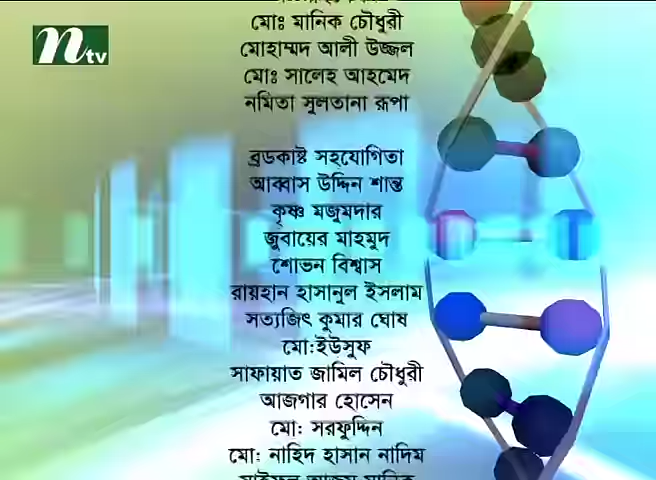 ntv
মোঃ মানিক চৌধুরী
মোহাম্মদ আলী উজ্জল
মোঃ সালেহ আহমেদ
নমিতা সুলতানা রূপা
ব্রডকাষ্ট সহযোগিতা
আব্বাস উদ্দিন শান্ত
কৃষ্ণ মজুমদার
জুবায়ের মাহমুদ
শোভন বিশ্বাস
রায়হান হাসানুল ইসলাম
সত্যজিৎ কুমার ঘোষ
মো:ইউসুফ
সাফায়াত জামিল চৌধুরী
আজগার হোসেন
মো: সরফুদ্দিন
মো: নাহিদ হাসান নাদিম